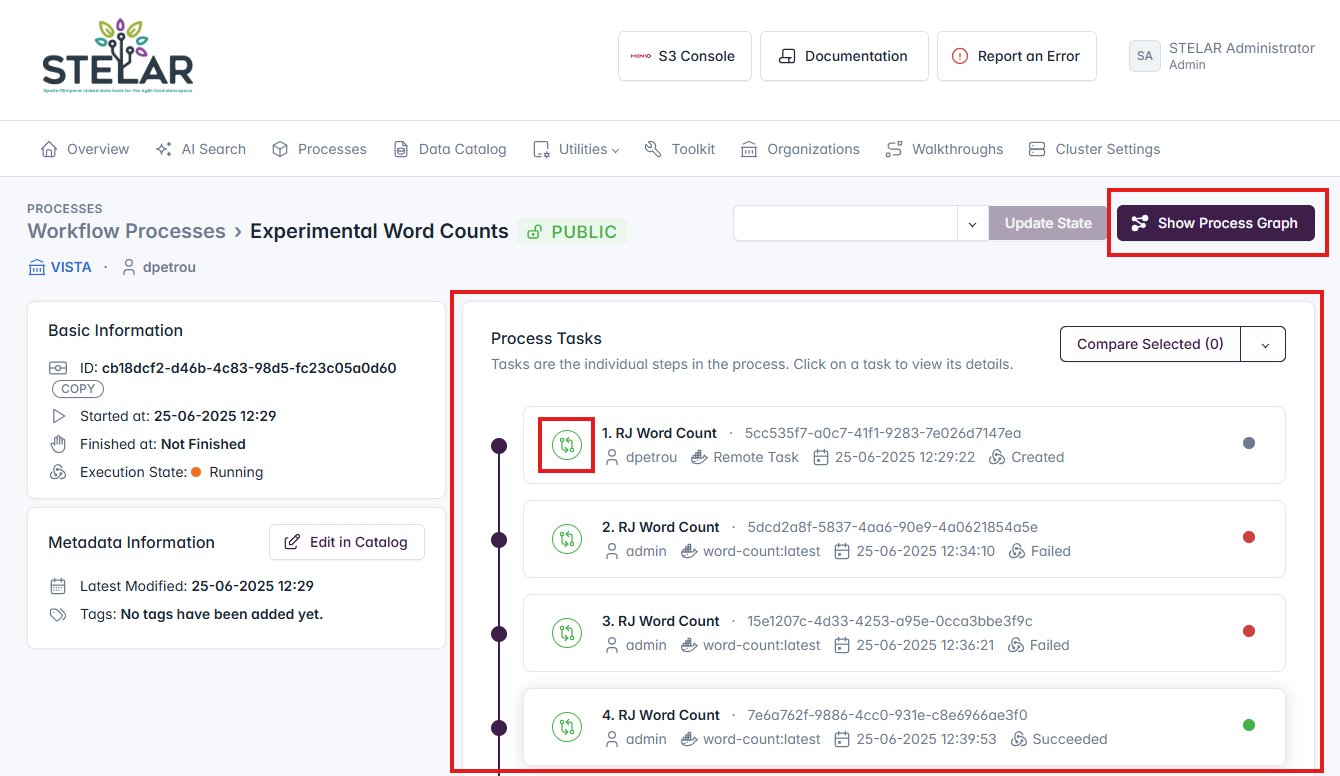 STELAR
SpatioTEmporal Linked data tools for the AgRi-food data space
MINIO S3 Console
Documentation
Report an Error
SA
STELAR Administrator
Admin
Overview
AI Search
Processes
Data Catalog
Utilities
Toolkit
Organizations
Walkthroughs
Cluster Settings
PROCESSES
Workflow Processes › Experimental Word Counts PUBLIC
Update State
Show Process Graph
VISTA · dpetrou
Basic Information
ID: cb18dcf2-d46b-4c83-98d5-fc23c05a0d60
COPY
Started at: 25-06-2025 12:29
Finished at: Not Finished
Execution State: Running
Metadata Information
Edit in Catalog
Latest Modified: 25-06-2025 12:29
Tags: No tags have been added yet.
Process Tasks
Tasks are the individual steps in the process. Click on a task to view its details.
Compare Selected (0)
1. RJ Word Count · 5cc535f7-a0c7-41f1-9283-7e026d7147ea
dpetrou Remote Task 25-06-2025 12:29:22 Created
2. RJ Word Count · 5dcd2a8f-5837-4aa6-90e9-4a0621854a5e
admin word-count:latest 25-06-2025 12:34:10 Failed
3. RJ Word Count · 15e1207c-4d33-4253-a95e-0cca3bbe3f9c
admin word-count:latest 25-06-2025 12:36:21 Failed
4. RJ Word Count · 7e6a762f-9886-4cc0-931e-c8e6966ae3f0
admin word-count:latest 25-06-2025 12:39:53 Succeeded